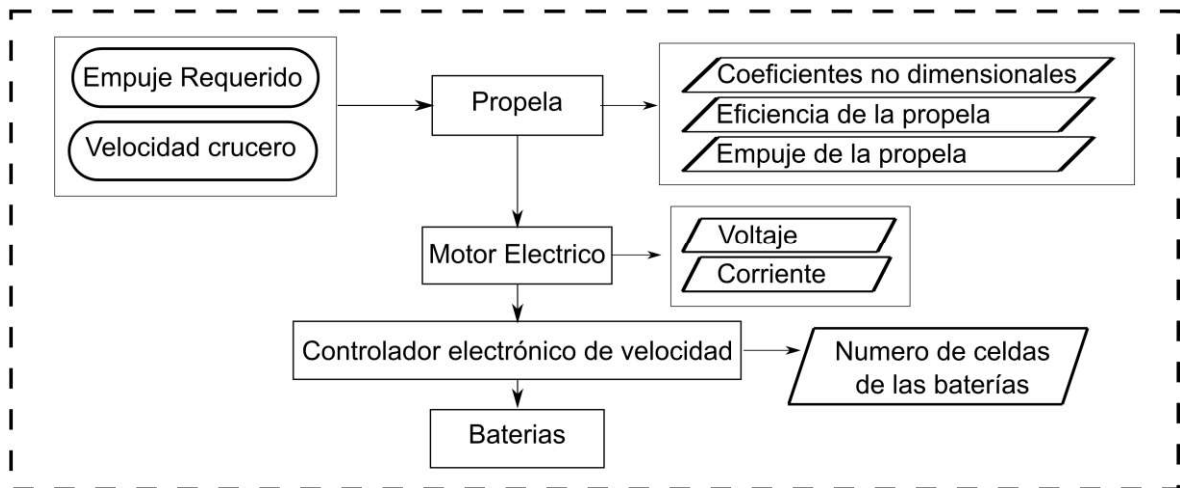 Empuje Requerido
Velocidad crucero
Propela
Coeficientes no dimensionales
Eficiencia de la propela
Empuje de la propela
Motor Electrico
Voltaje
Corriente
Controlador electrónico de velocidad
Numero de celdas
de las baterías
Baterias